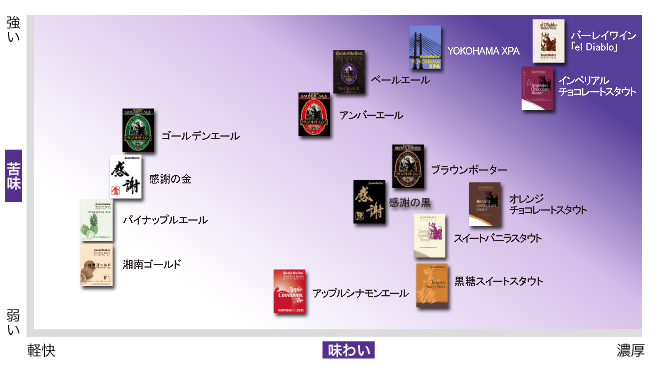 強い
バーレイワイン
「el Diablo」
YOKOHAMA XPA
ペールエール
インペリアル
チョコレートスタウト
アンバーエール
ゴールデンエール
苦味
ブラウンポーター
感謝の金
感謝
感謝の黒
感謝
オレンジ
チョコレートスタウト
パイナップルエール
スイートバニラスタウト
湘南ゴールド
黒糖スイートスタウト
アップルシナモンエール
弱い
軽快
味わい
濃厚